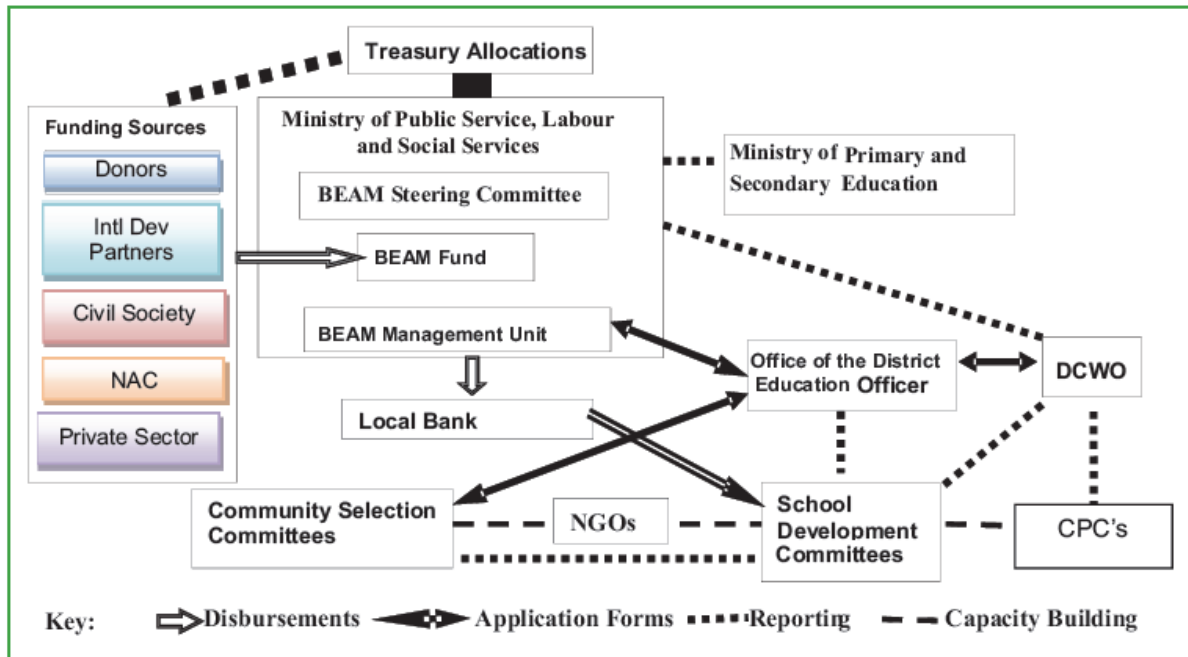 Treasury Allocations
Funding Sources
Donors
Intl Dev
Partners
Civil Society
NAC
Private Sector
Ministry of Public Service, Labour
and Social Services
BEAM Steering Committee
BEAM Fund
BEAM Management Unit
Ministry of Primary and
Secondary Education
Office of the District
Education Officer
DCWO
Local Bank
Community Selection
Committees
NGOs
School
Development
Committees
CPC's
Key: Disbursements Application Forms Reporting Capacity Building